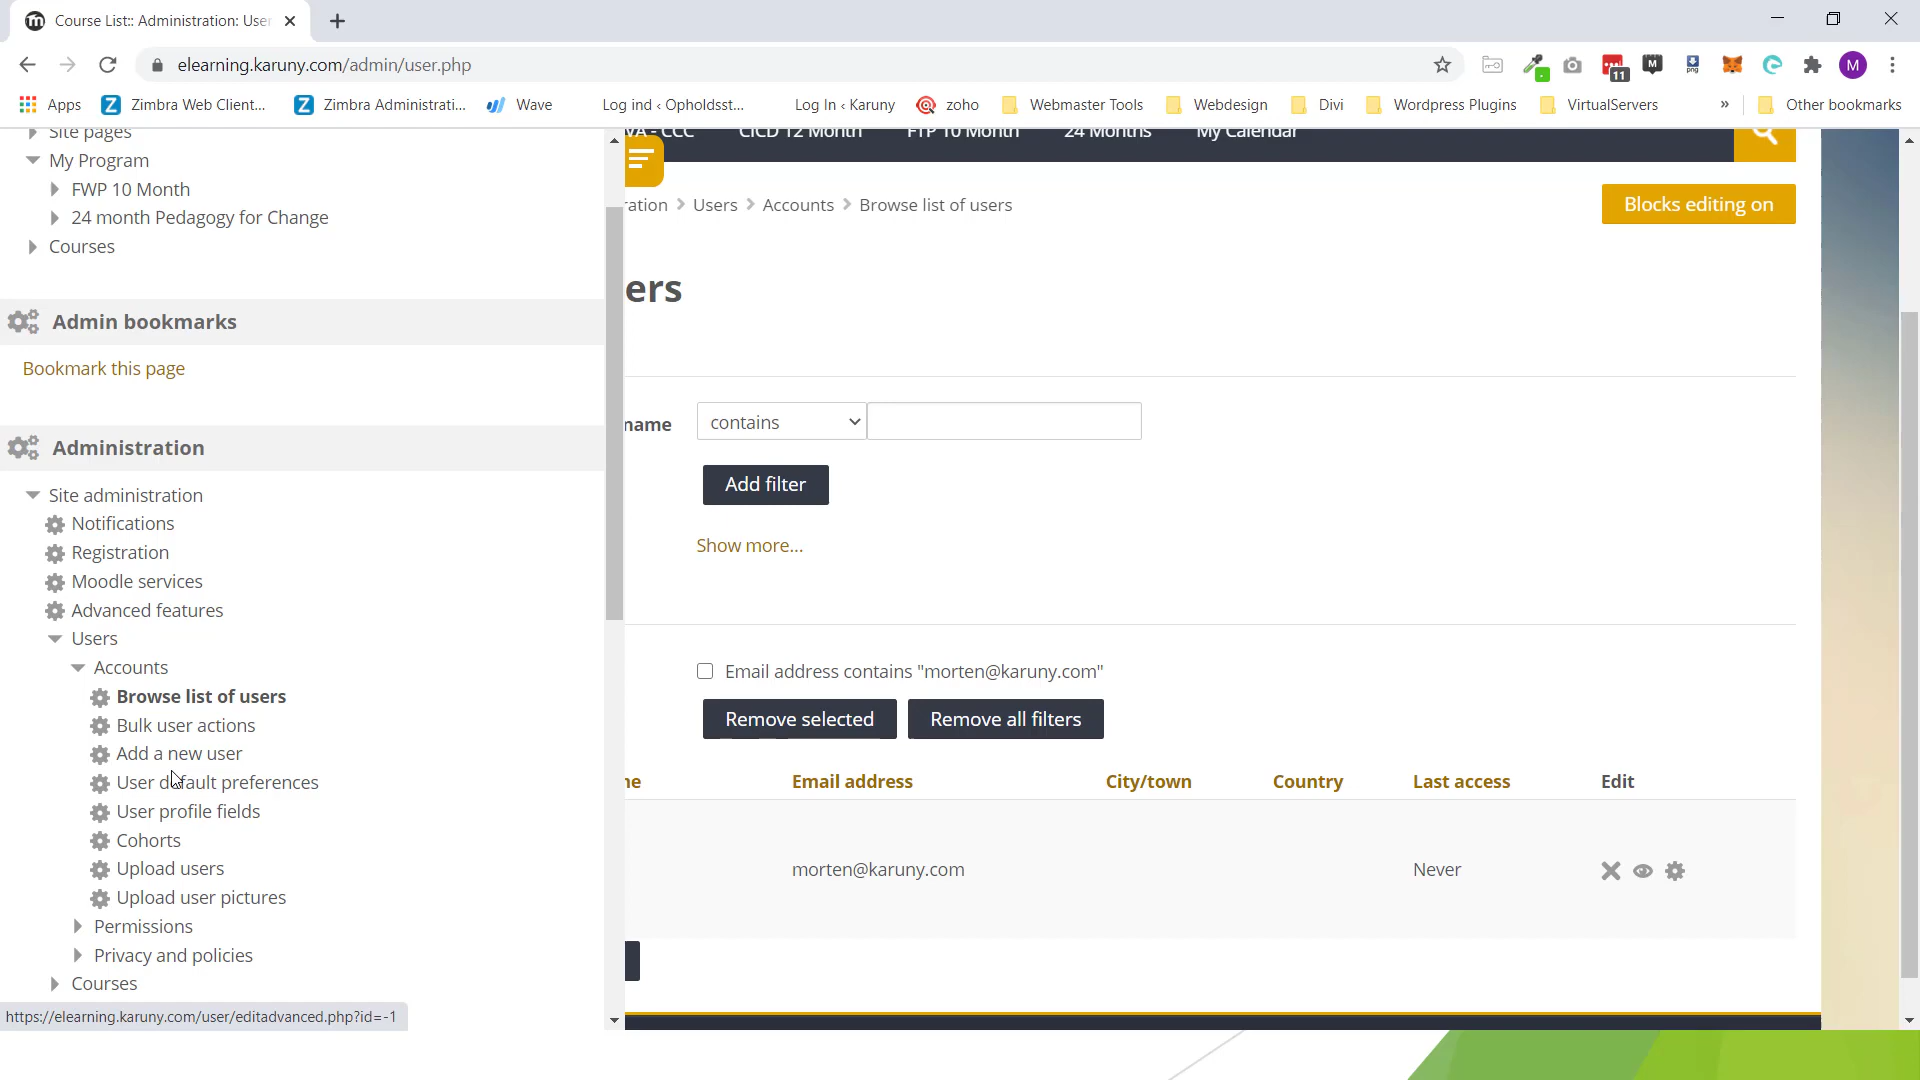 Course List:: Administration: User
elearning.karuny.com/admin/user.php
11
M
png
M
Apps
Zimbra Web Client...
Zimbra Administrati...
Wave
Log ind ‹ Opholdsst...
Log In ‹ Karuny
zoho
Webmaster Tools
Webdesign
Divi
Wordpress Plugins
VirtualServers
»
Other bookmarks
Site pages
My Program
FWP 10 Month
24 month Pedagogy for Change
Courses
Admin bookmarks
Bookmark this page
Administration
Site administration
Notifications
Registration
Moodle services
Advanced features
Users
Accounts
Browse list of users
Bulk user actions
Add a new user
User default preferences
User profile fields
Cohorts
Upload users
Upload user pictures
Permissions
Privacy and policies
Courses
https://elearning.karuny.com/user/editadvanced.php?id=-1
VA - CCC
CICD 12 Month
FTP 10 Month
24 Months
My Calendar
ration
Users
Accounts
Browse list of users
Blocks editing on
ers
name
contains
Add filter
Show more...
Email address contains "morten@karuny.com"
Remove selected
Remove all filters
ne
Email address
City/town
Country
Last access
Edit
morten@karuny.com
Never